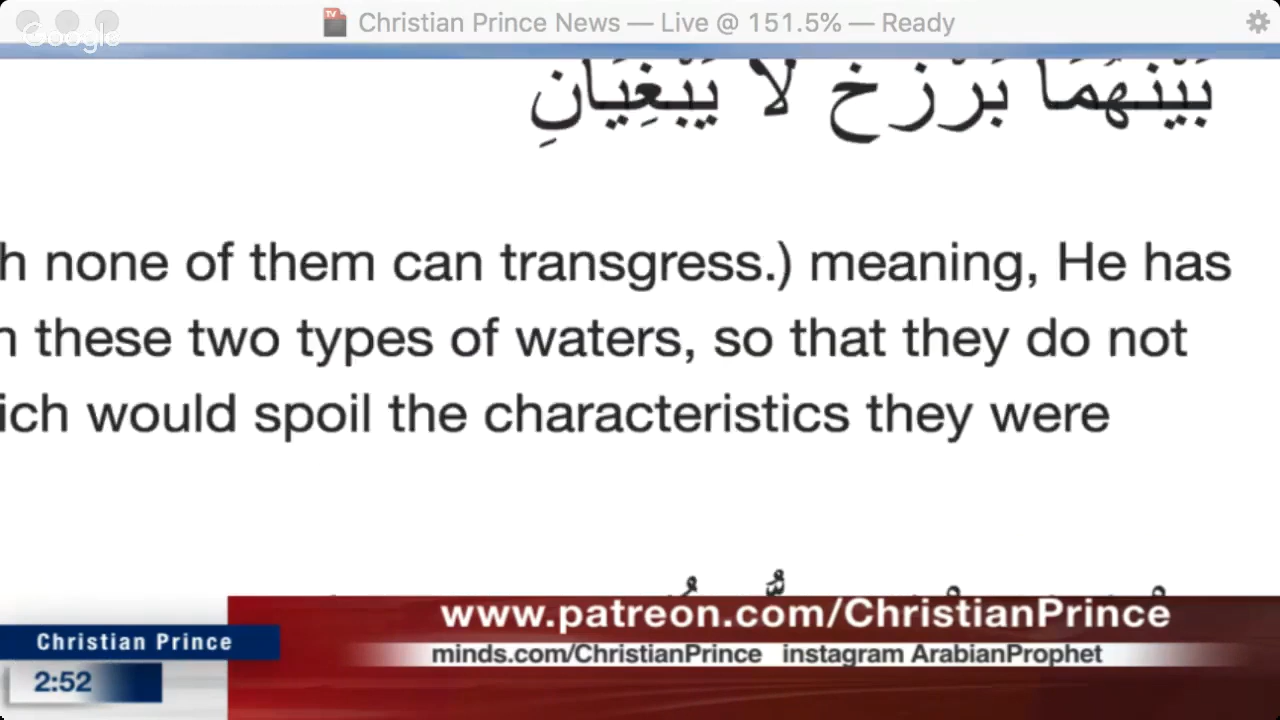 Christian Prince News — Live @ 151.5% — Ready
Google
بَيْنَهُمَا بَرْزَخٌ لَا يَبْغِيَانِ
h none of them can transgress.) meaning, He has
n these two types of waters, so that they do not
ich would spoil the characteristics they were
www.patreon.com/ChristianPrince
Christian Prince
minds.com/ChristianPrince instagram ArabianProphet
2:52